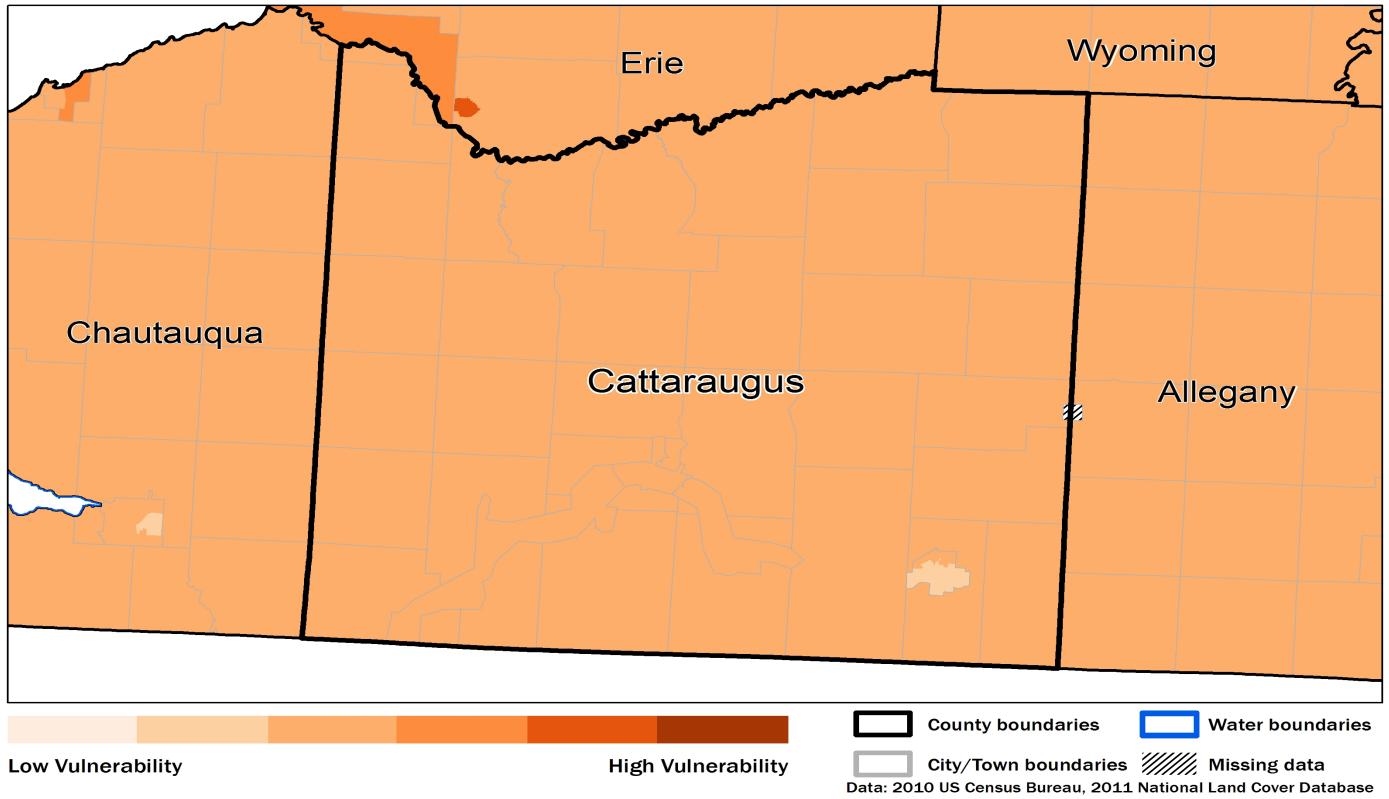 Erie
Wyoming
Chautauqua
Cattaraugus
Allegany
Low Vulnerability
High Vulnerability
County boundaries
Water boundaries
City/Town boundaries
Missing data
Data: 2010 US Census Bureau, 2011 National Land Cover Database